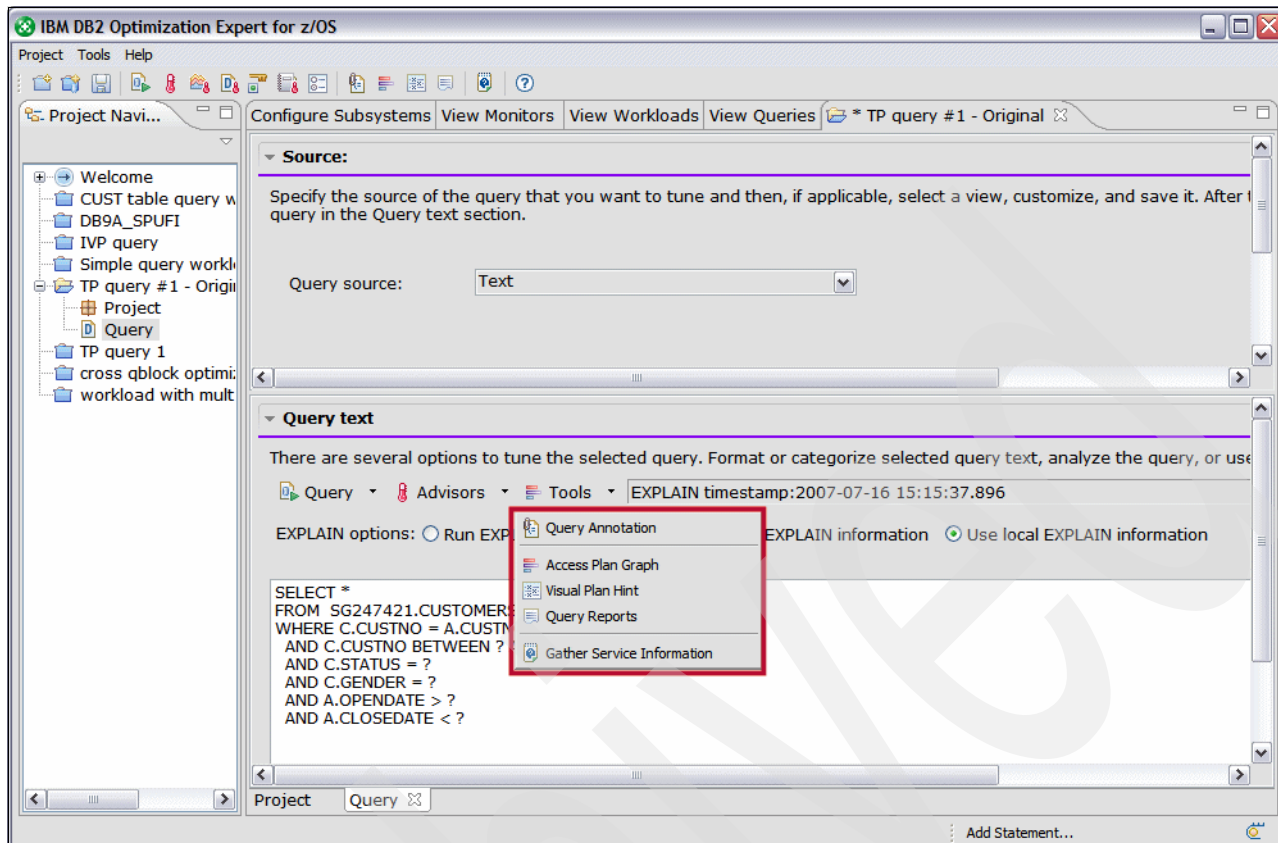 IBM DB2 Optimization Expert for z/OS
Project Tools Help
Project Navi...
Configure Subsystems View Monitors View Workloads View Queries * TP query #1 - Original
Welcome
CUST table query w
DB9A_SPUFI
IVP query
Simple query workl
TP query #1 - Origi
Project
Query
TP query 1
cross qblock optimi
workload with mult
Source:
Specify the source of the query that you want to tune and then, if applicable, select a view, customize, and save it. After
query in the Query text section.
Query source: Text
Query text
There are several options to tune the selected query. Format or categorize selected query text, analyze the query, or use
Query Advisors Tools EXPLAIN timestamp:2007-07-16 15:15:37.896
EXPLAIN options: Run EXP EXPLAIN information Use local EXPLAIN information
Query Annotation
Access Plan Graph
Visual Plan Hint
Query Reports
Gather Service Information
SELECT *
FROM SG247421.CUSTOMERS
WHERE C.CUSTNO = A.CUSTN
AND C.CUSTNO BETWEEN ?
AND C.STATUS = ?
AND C.GENDER = ?
AND A.OPENDATE > ?
AND A.CLOSEDATE < ?
Project Query
Add Statement...